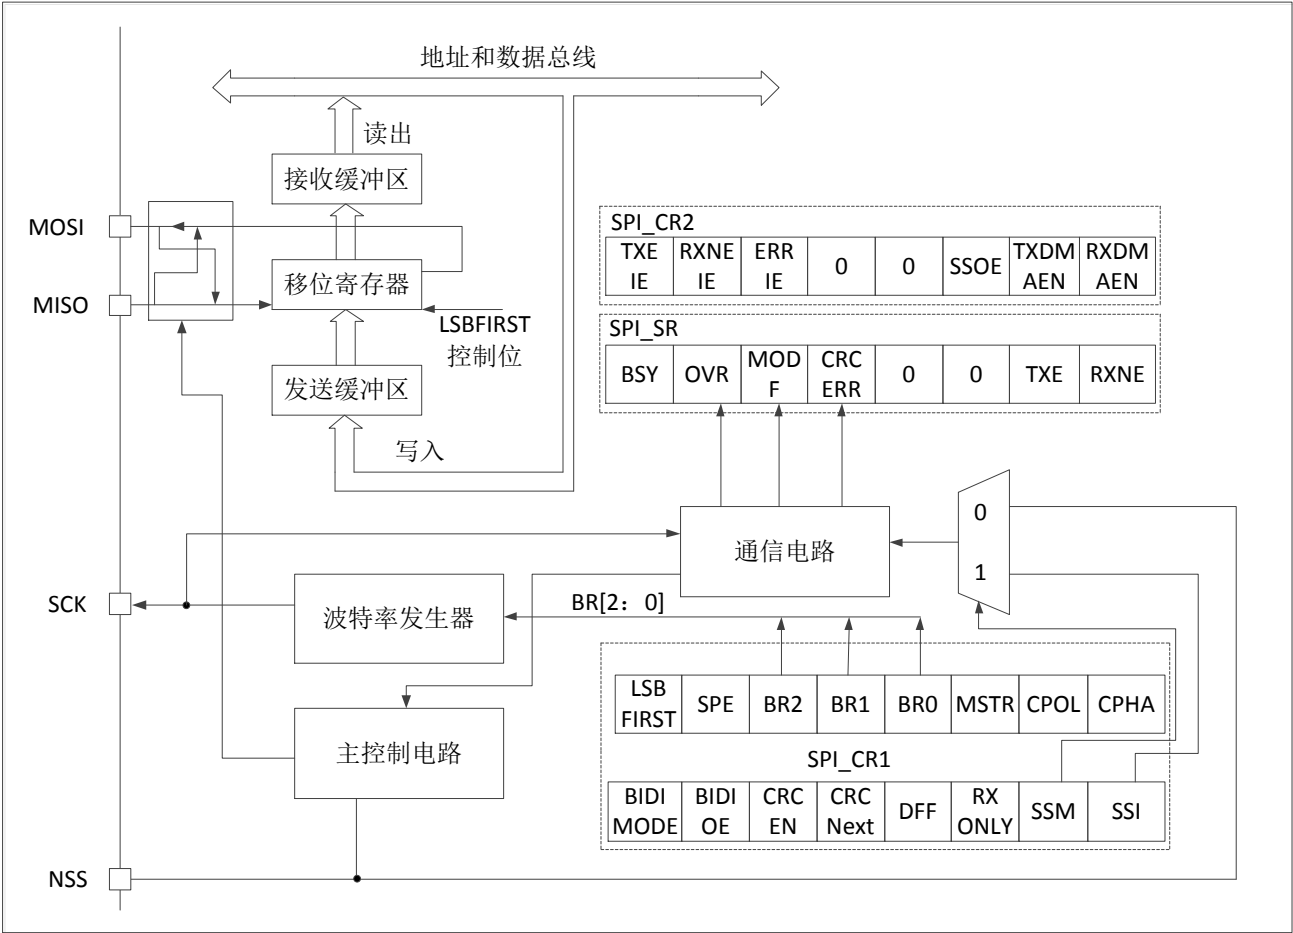 地址和数据总线
读出
接收缓冲区
MOSI
移位寄存器
MISO
LSBFIRST
控制位
发送缓冲区
写入
SPI_CR2
TXE
IE
RXNE
IE
ERR
IE
0
0
SSOE
TXDM
AEN
RXDM
AEN
SPI_SR
BSY
OVR
MOD
F
CRC
ERR
0
0
TXE
RXNE
通信电路
0
1
SCK
波特率发生器
BR[2：0]
主控制电路
LSB
FIRST
SPE
BR2
BR1
BR0
MSTR
CPOL
CPHA
SPI_CR1
BIDI
MODE
BIDI
OE
CRC
EN
CRC
Next
DFF
RX
ONLY
SSM
SSI
NSS